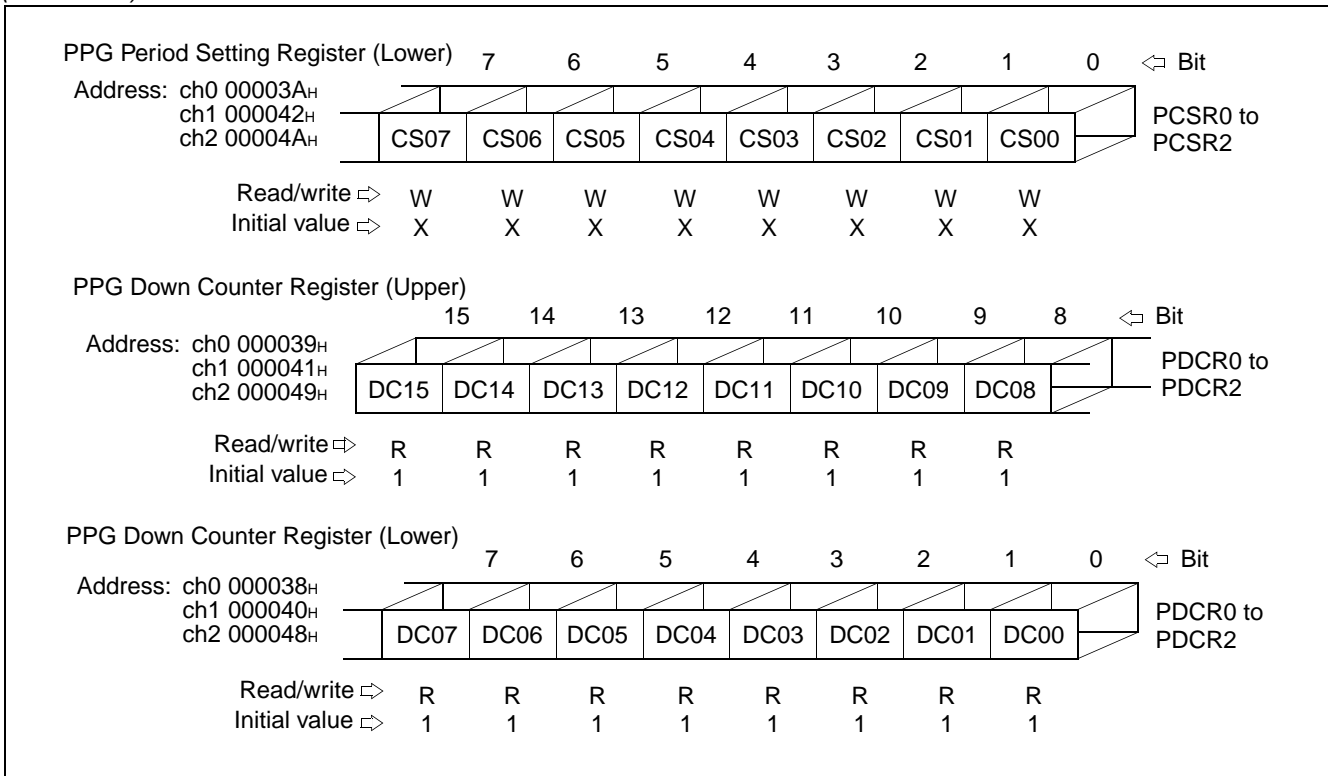 PPG Period Setting Register (Lower)
7 6 5 4 3 2 1 0 ⇦ Bit
Address: ch0 00003AH
ch1 000042H
ch2 00004AH
CS07 CS06 CS05 CS04 CS03 CS02 CS01 CS00
PCSR0 to
PCSR2
Read/write ⇨ W W W W W W W W
Initial value ⇨ X X X X X X X X
PPG Down Counter Register (Upper)
15 14 13 12 11 10 9 8 ⇦ Bit
Address: ch0 000039H
ch1 000041H
ch2 000049H
DC15 DC14 DC13 DC12 DC11 DC10 DC09 DC08
PDCR0 to
PDCR2
Read/write ⇨ R R R R R R R R
Initial value ⇨ 1 1 1 1 1 1 1 1
PPG Down Counter Register (Lower)
7 6 5 4 3 2 1 0 ⇦ Bit
Address: ch0 000038H
ch1 000040H
ch2 000048H
DC07 DC06 DC05 DC04 DC03 DC02 DC01 DC00
PDCR0 to
PDCR2
Read/write ⇨ R R R R R R R R
Initial value ⇨ 1 1 1 1 1 1 1 1